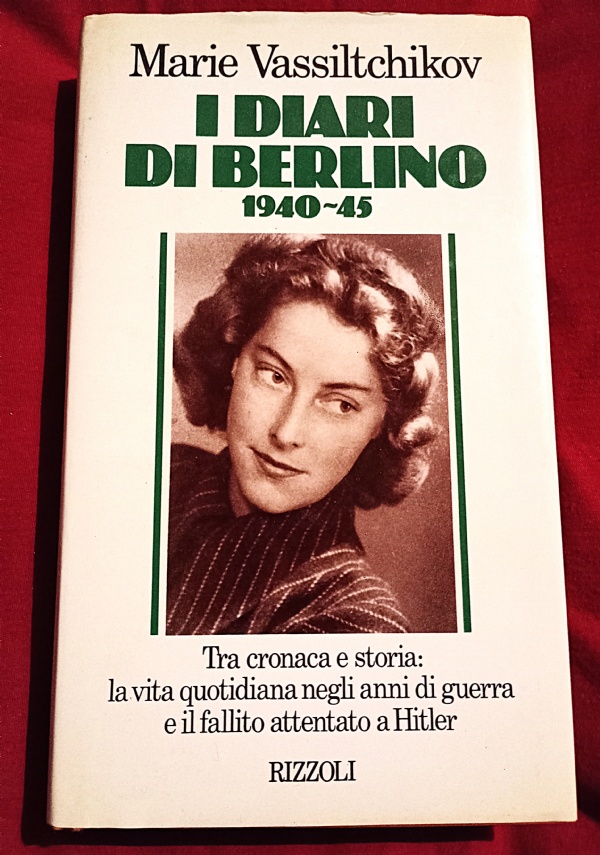 Marie Vassiltchikov
I DIARI
DI BERLINO
1940~45
Tra cronaca e storia:
la vita quotidiana negli anni di guerra
e il fallito attentato a Hitler
RIZZOLI